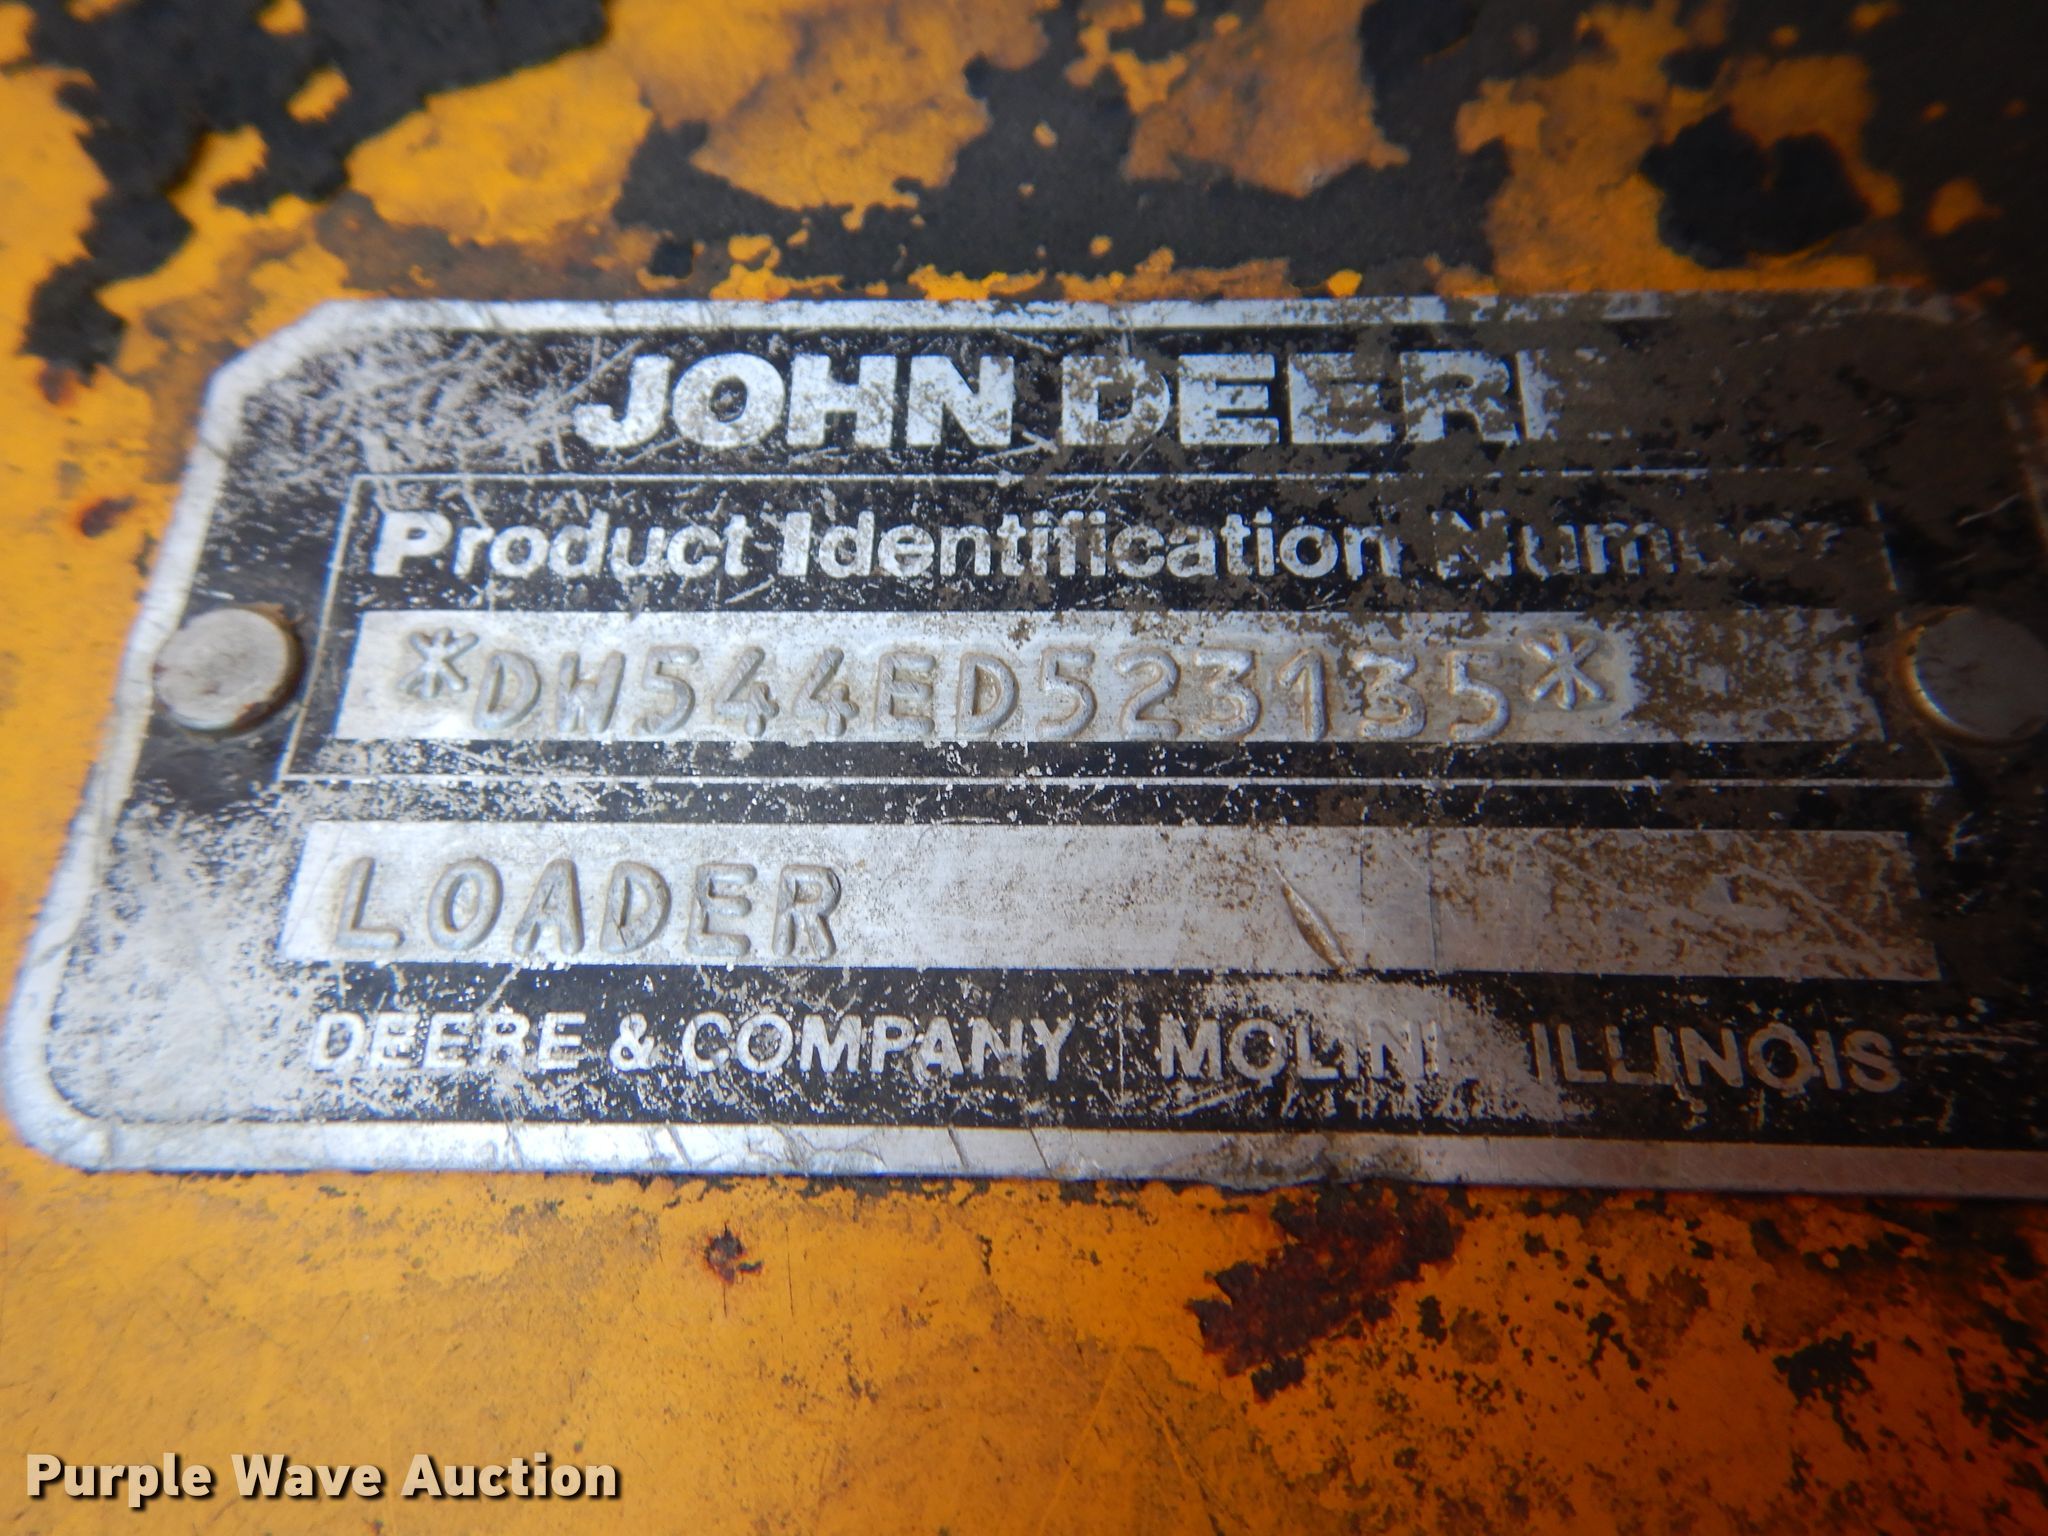 JOHN DEERE
Product Identification Number
*DW544ED523135*
LOADER
DEERE & COMPANY MOLINE ILLINOIS
Purple Wave Auction